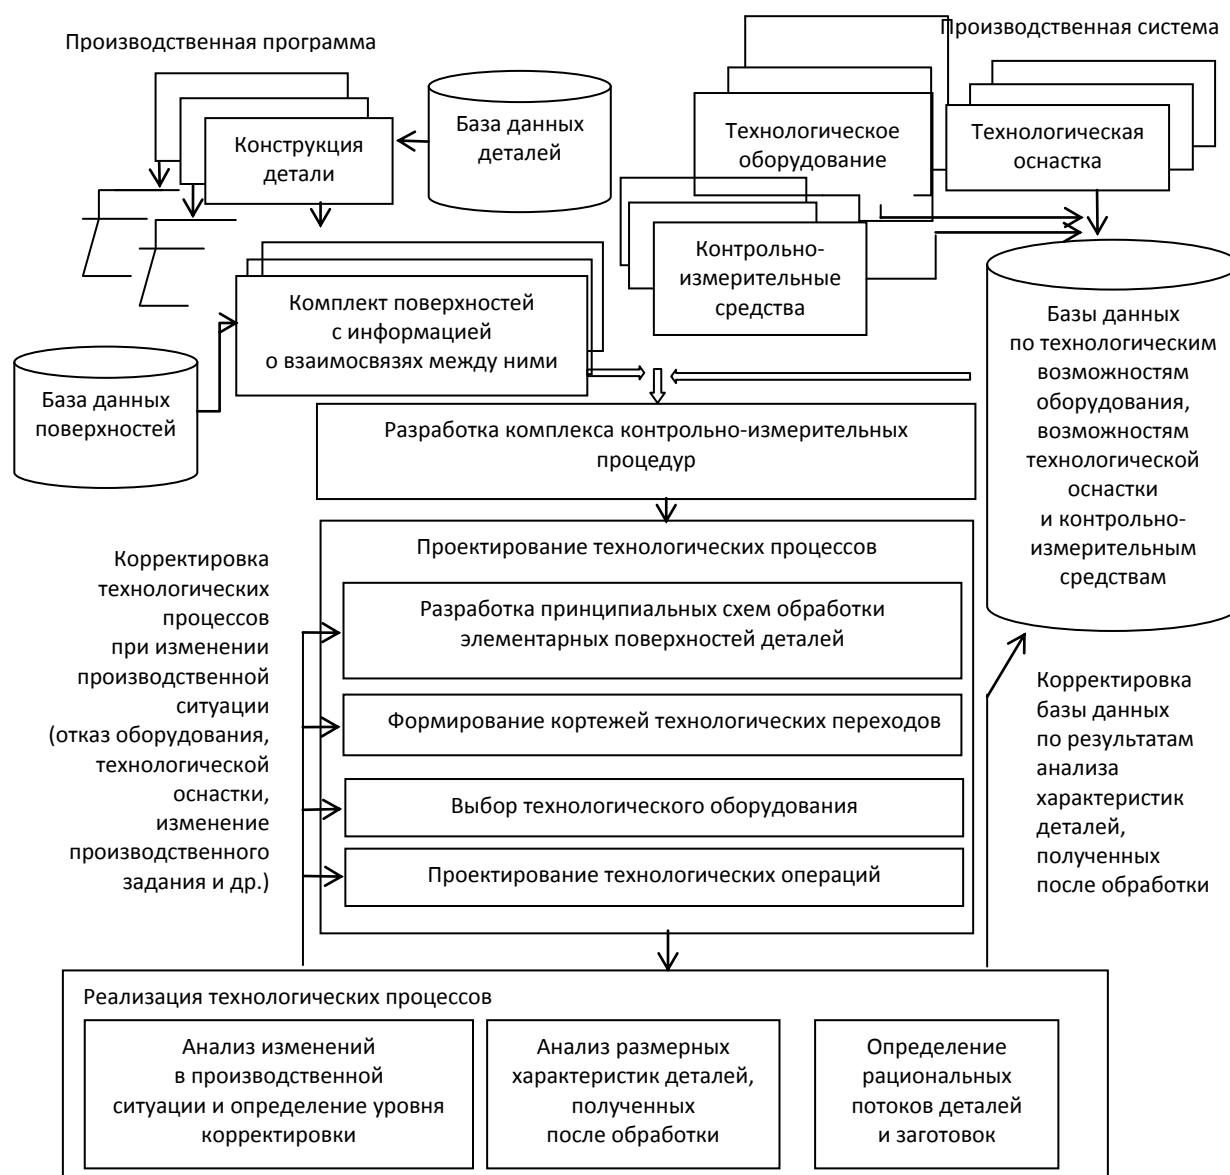 Производственная программа
Производственная система
База данных
деталей
Конструкция
детали
Технологическое
оборудование
Технологическая
оснастка
Контрольно-
измерительные
средства
Комплект поверхностей
с информацией
о взаимосвязях между ними
База данных
поверхностей
Базы данных
по технологическим
возможностям
оборудования,
возможностям
технологической
оснастки
и контрольно-
измерительным
средствам
Разработка комплекса контрольно-измерительных
процедур
Проектирование технологических процессов
Разработка принципиальных схем обработки
элементарных поверхностей деталей
Формирование кортежей технологических переходов
Выбор технологического оборудования
Проектирование технологических операций
Корректировка
технологических
процессов
при изменении
производственной
ситуации
(отказ оборудования,
технологической
оснастки,
изменение
производственного
задания и др.)
Корректировка
базы данных
по результатам
анализа
характеристик
деталей,
полученных
после обработки
Реализация технологических процессов
Анализ изменений
в производственной
ситуации и определение уровня
корректировки
Анализ размерных
характеристик деталей,
полученных
после обработки
Определение
рациональных
потоков деталей
и заготовок